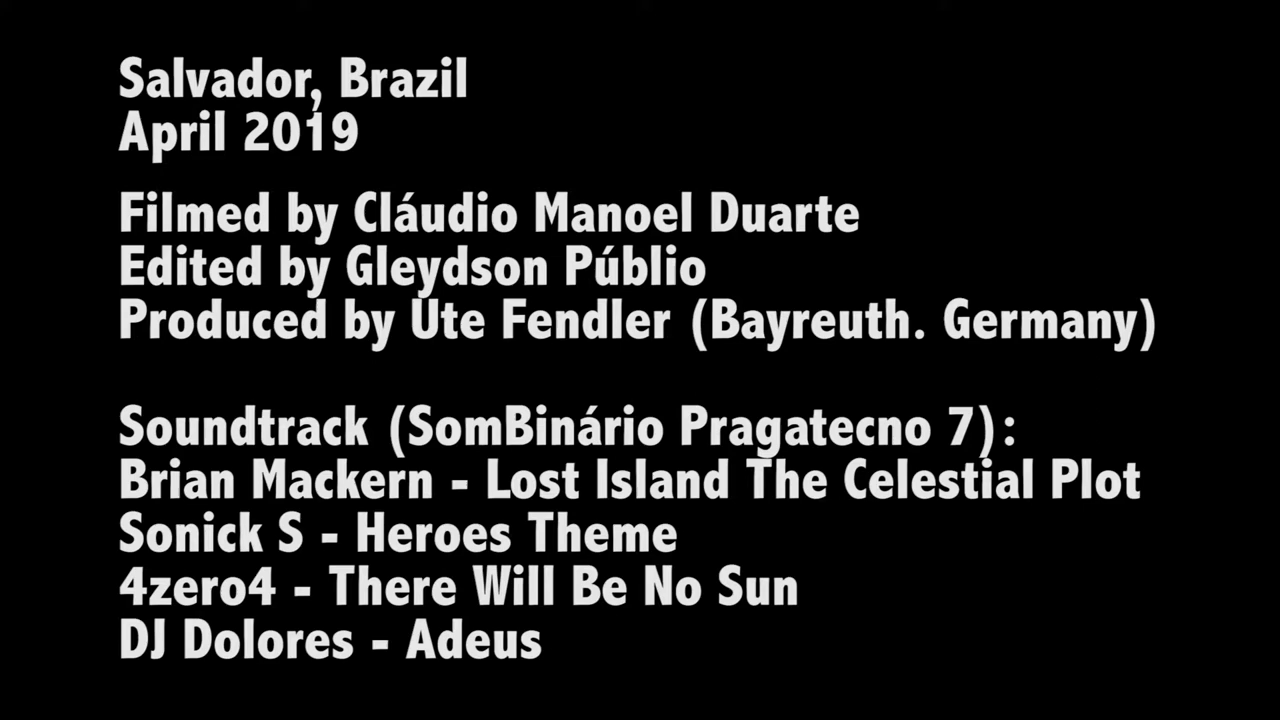 Salvador, Brazil
April 2019
Filmed by Cláudio Manoel Duarte
Edited by Gleydson Públio
Produced by Ute Fendler (Bayreuth. Germany)
Soundtrack (SomBinário Pragatecno 7):
Brian Mackern - Lost Island The Celestial Plot
Sonick S - Heroes Theme
4zero4 - There Will Be No Sun
DJ Dolores - Adeus